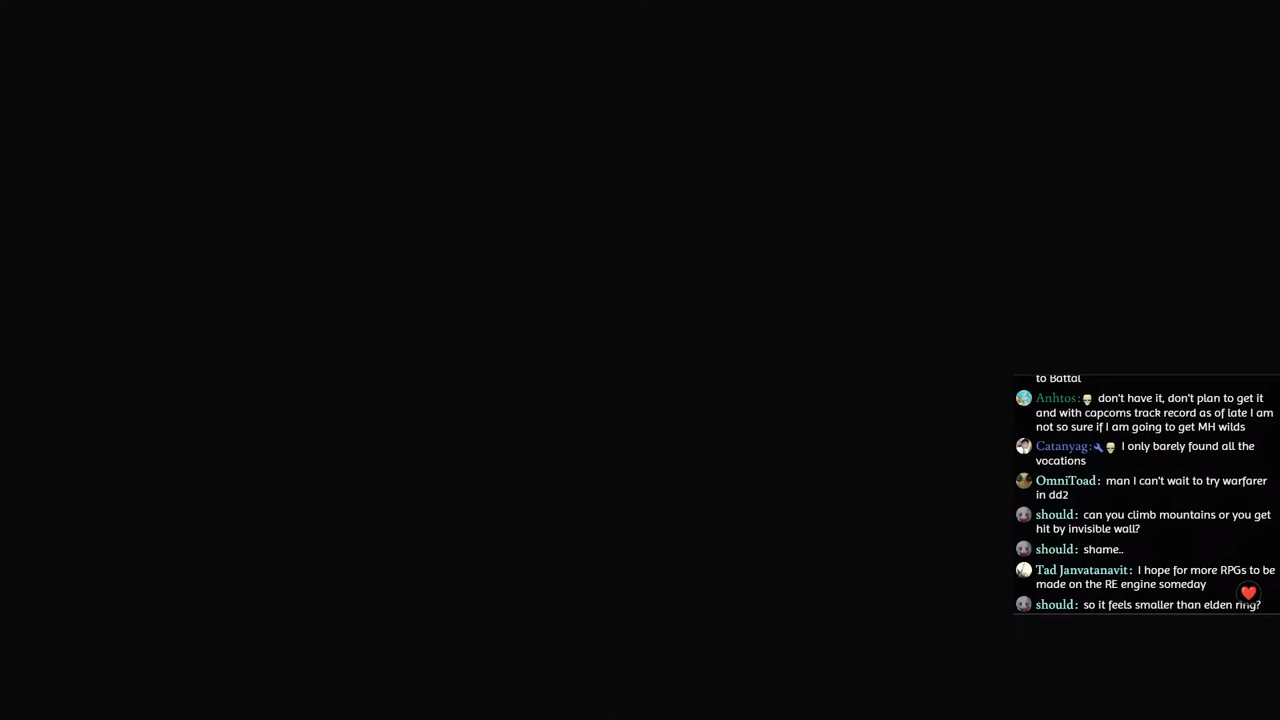 to Battal
Anhtos: don't have it, don't plan to get it
and with capcoms track record as of late I am
not so sure if I am going to get MH wilds
Catanyag: I only barely found all the
vocations
OmniToad: man I can't wait to try warfarer
in dd2
should: can you climb mountains or you get
hit by invisible wall?
should: shame..
Tad Janvatanavit: I hope for more RPGs to be
made on the RE engine someday
should: so it feels smaller than elden ring?